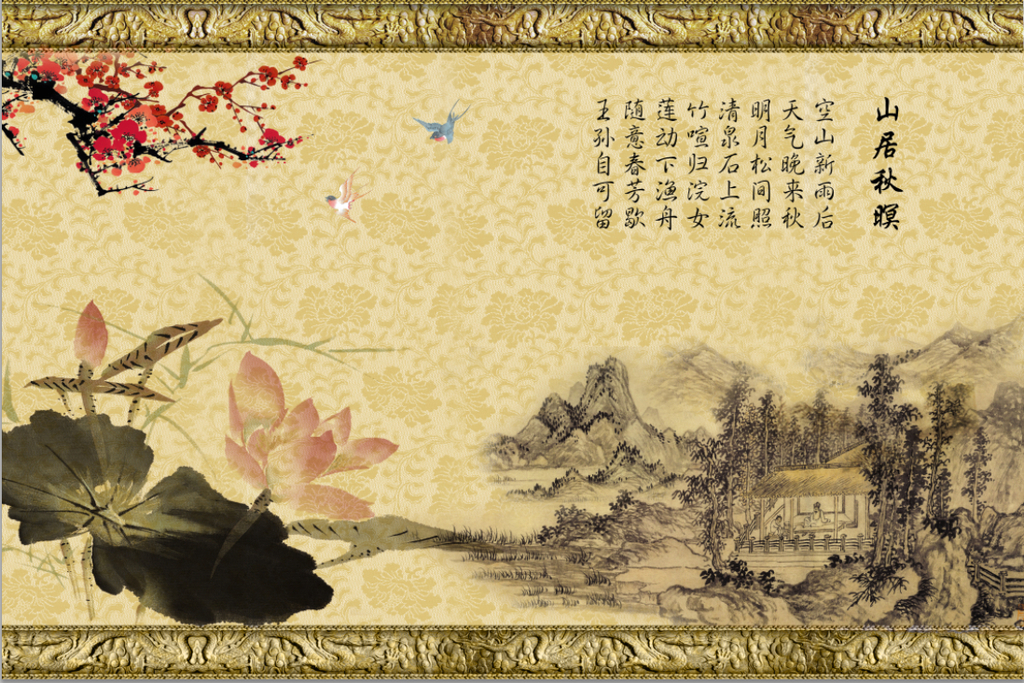 山居秋暝
空山新雨后
天气晚来秋
明月松间照
清泉石上流
竹喧归浣女
莲动下渔舟
随意春芳歇
王孙自可留